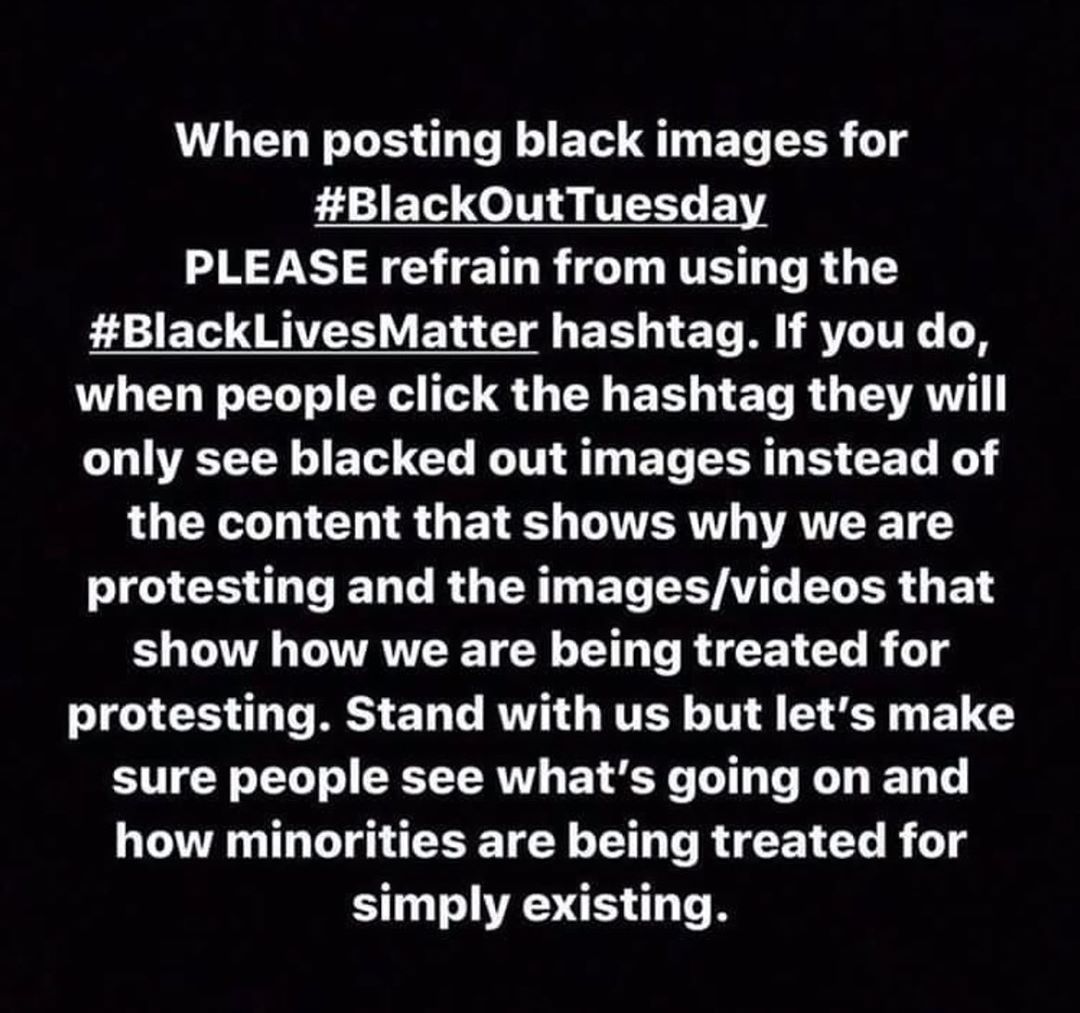 When posting black images for
#BlackOutTuesday
PLEASE refrain from using the
#BlackLivesMatter hashtag. If you do,
when people click the hashtag they will
only see blacked out images instead of
the content that shows why we are
protesting and the images/videos that
show how we are being treated for
protesting. Stand with us but let’s make
sure people see what’s going on and
how minorities are being treated for
simply existing.